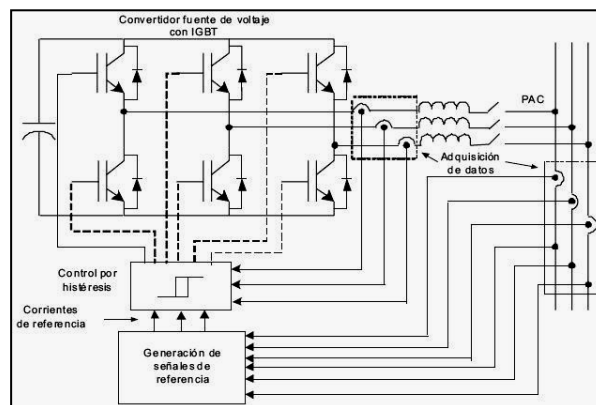 Convertidor fuente de voltaje
con IGBT
PAC
Adquisición
de datos
Control por
histéresis
Corrientes
de referencia
Generación de
señales de
referencia